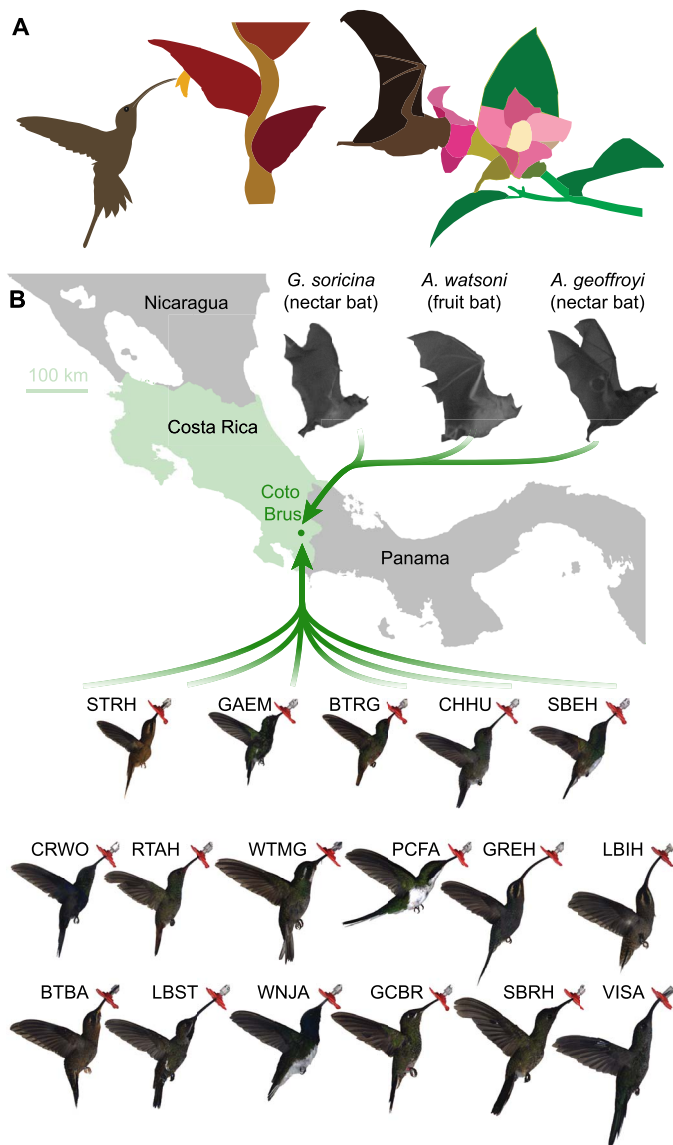 A
B
G. soricina
(nectar bat)
A. watsoni
(fruit bat)
A. geoffroyi
(nectar bat)
Nicaragua
100 km
Costa Rica
Coto
Brus
Panama
STRH GAEM BTRG CHHU SBEH
CRWO RTAH WTMG PCFA GREH LBIH
BTBA LBST WNJA GCBR SBRH VISA